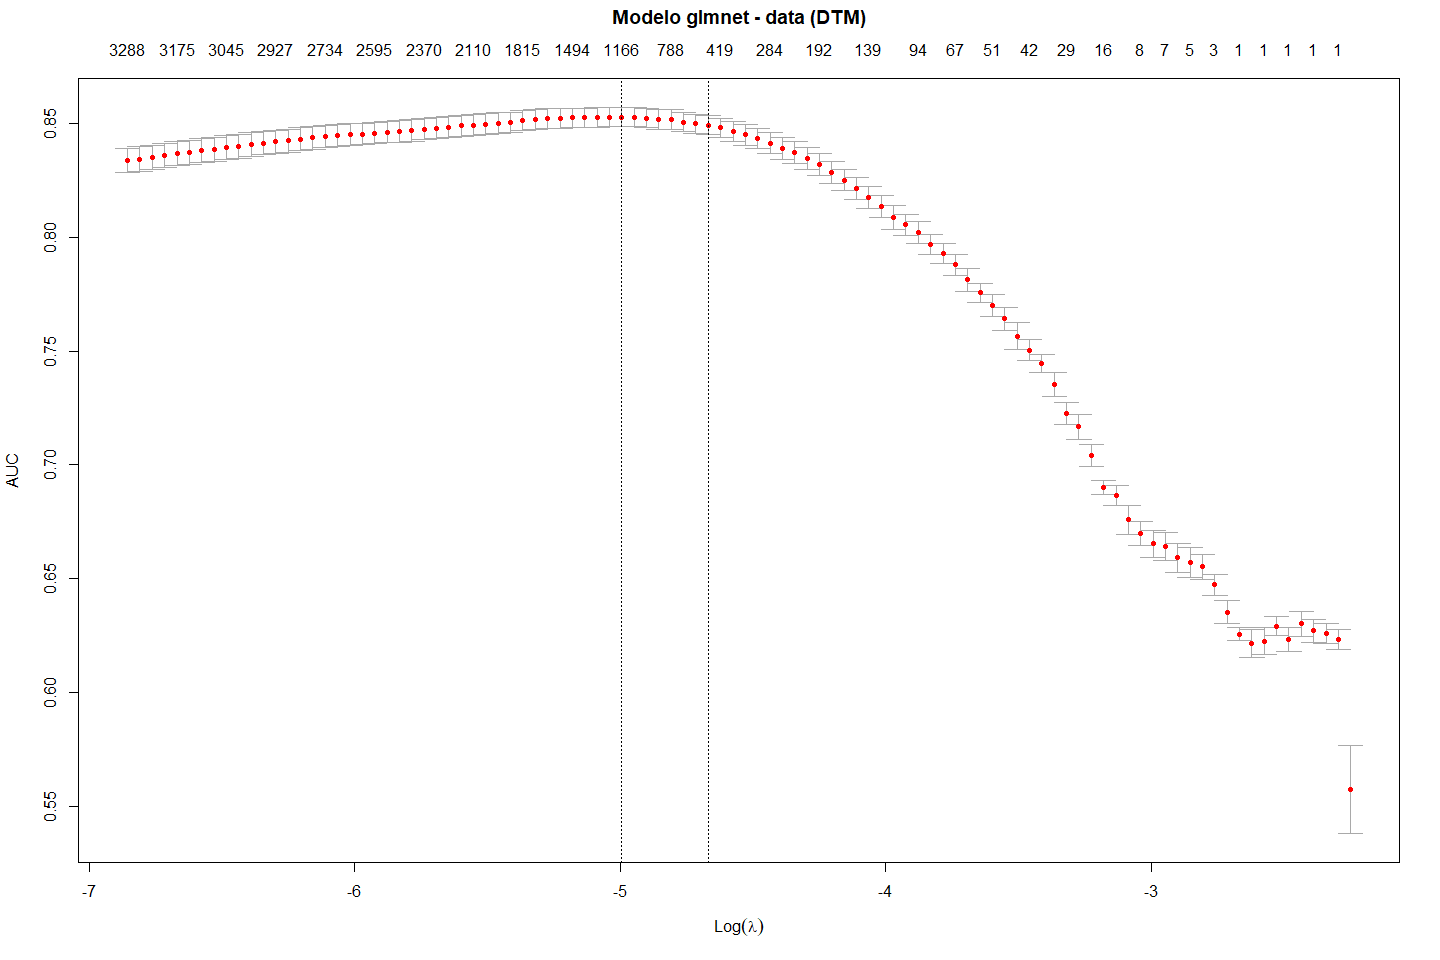 Modelo glmnet - data (DTM)
3288 3175 3045 2927 2734 2595 2370 2110 1815 1494 1166 788 419 284 192 139 94 67 51 42 29 16 8 7 5 3 1 1 1 1 1
0.85
0.80
0.75
0.70
0.65
0.60
0.55
AUC
-7 -6 -5 -4 -3
Log(λ)